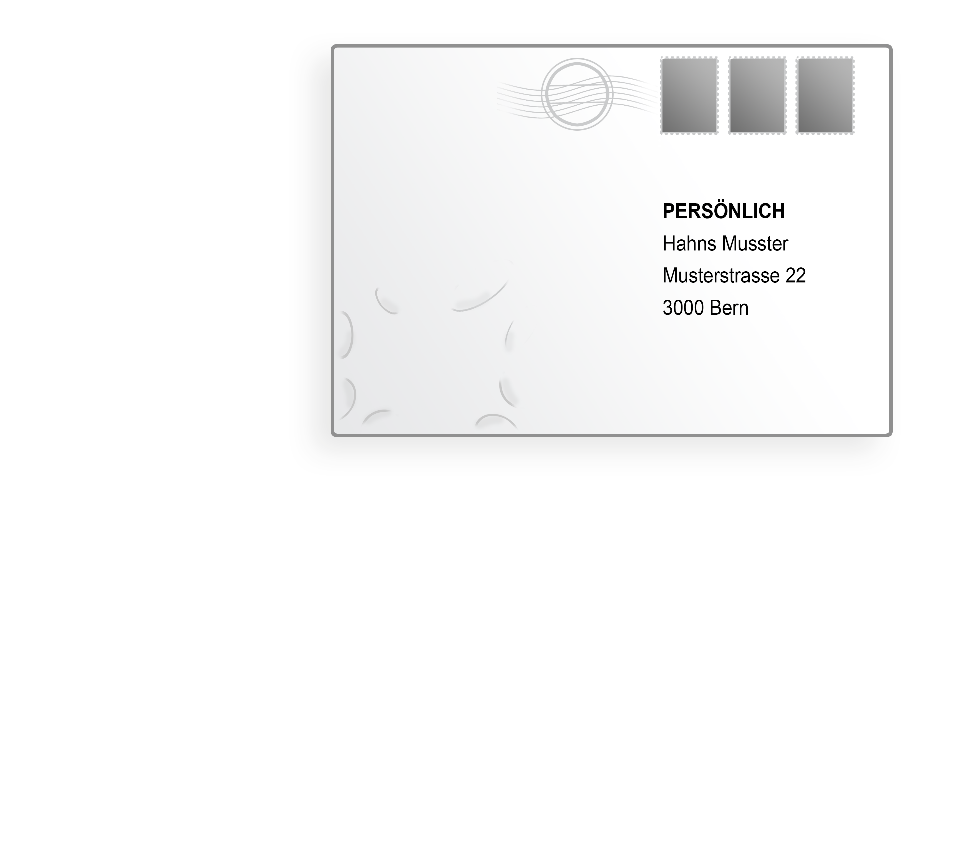 PERSÖNLICH
Hahns Musster
Musterstrasse 22
3000 Bern